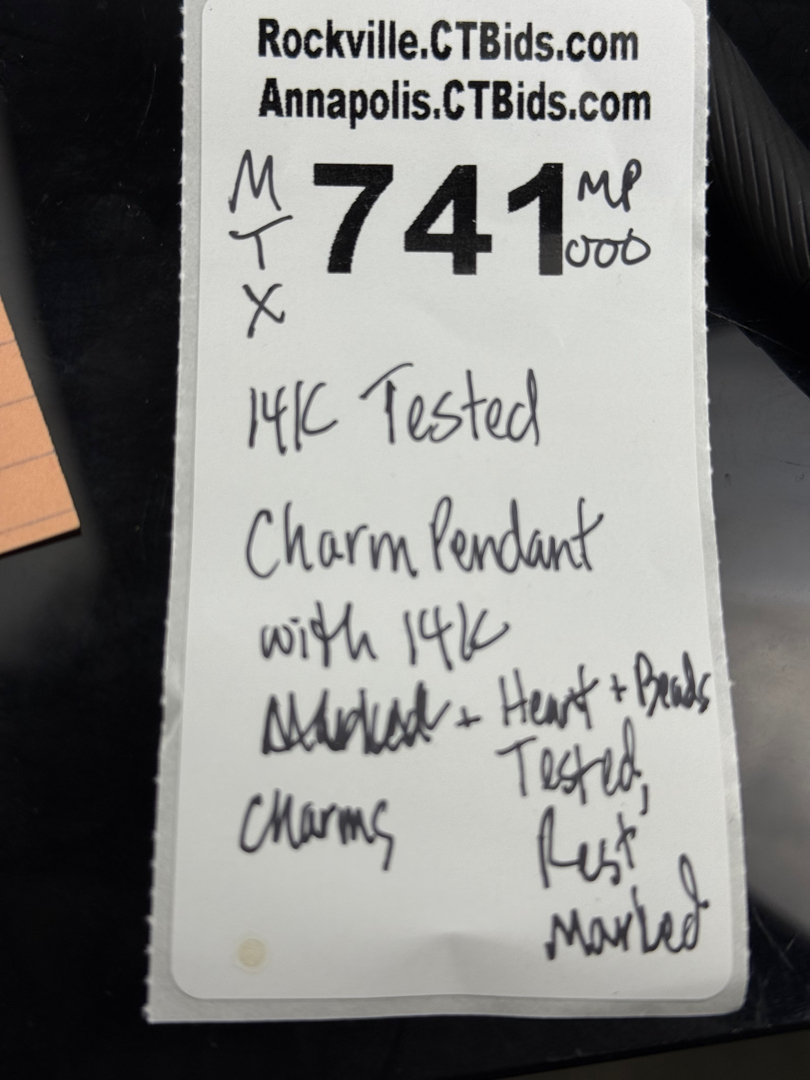 Rockville.CTBids.com
Annapolis.CTBids.com
M 741 MP
T 000
X
14K Tested
Charm Pendant
with 14K
Marked + Heart + Beads
Tested,
Charms
Rest
Marked